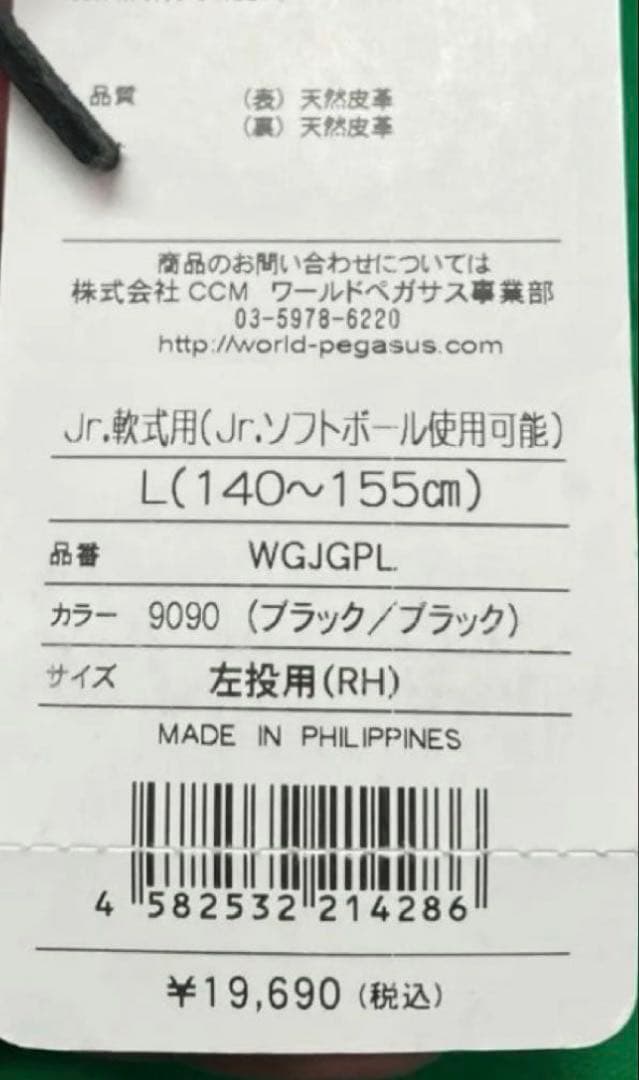 品質 (表) 天然皮革
(裏) 天然皮革
商品のお問い合わせについては
株式会社 CCM ワールドペガサス事業部
03-5978-6220
http://world-pegasus.com
Jr.軟式用(Jr.ソフトボール使用可能)
L(140～155㎝)
品番 WGJGPL
カラー 9090 (ブラック/ブラック)
サイズ 左投用(RH)
MADE IN PHILIPPINES
4 582532 214286
¥19,690 (税込)